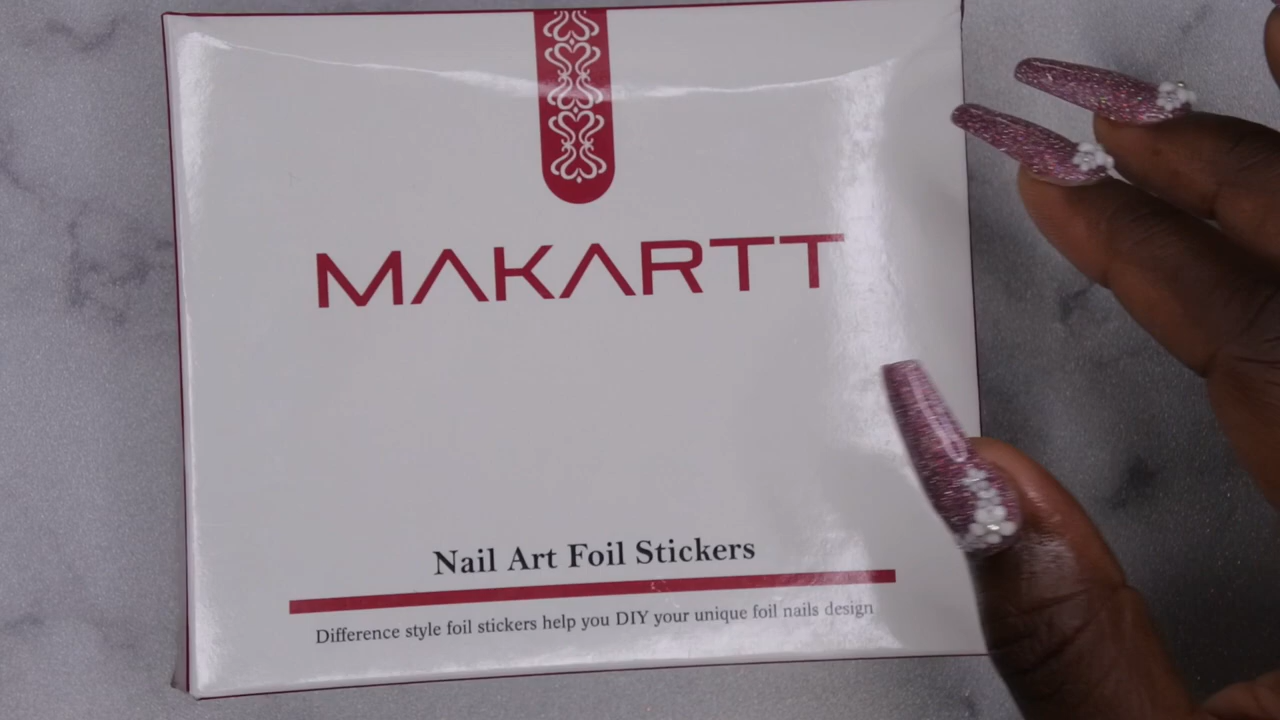 MAKARTT
Nail Art Foil Stickers
Difference style foil stickers help you DIY your unique foil nails design